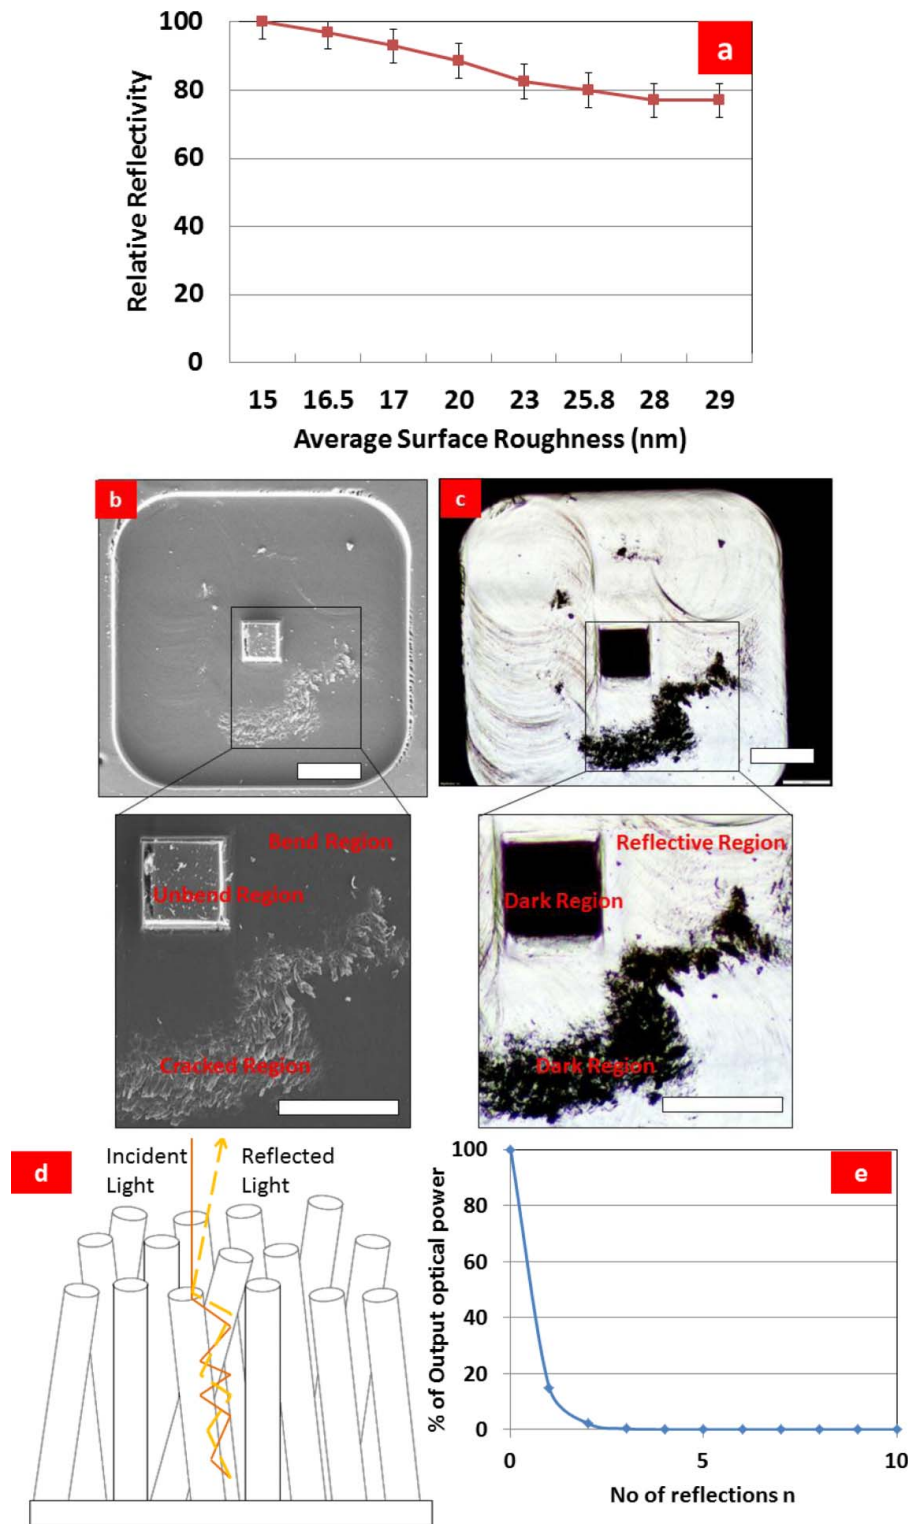 a
100
80
60
40
20
0
Relative Reflectivity
15 16.5 17 20 23 25.8 28 29
Average Surface Roughness (nm)
b
c
Bend Region
Unbend Region
Cracked Region
Reflective Region
Dark Region
Dark Region
d
Incident
Light
Reflected
Light
e
100
80
60
40
20
0
% of Output optical power
0 5 10
No of reflections n